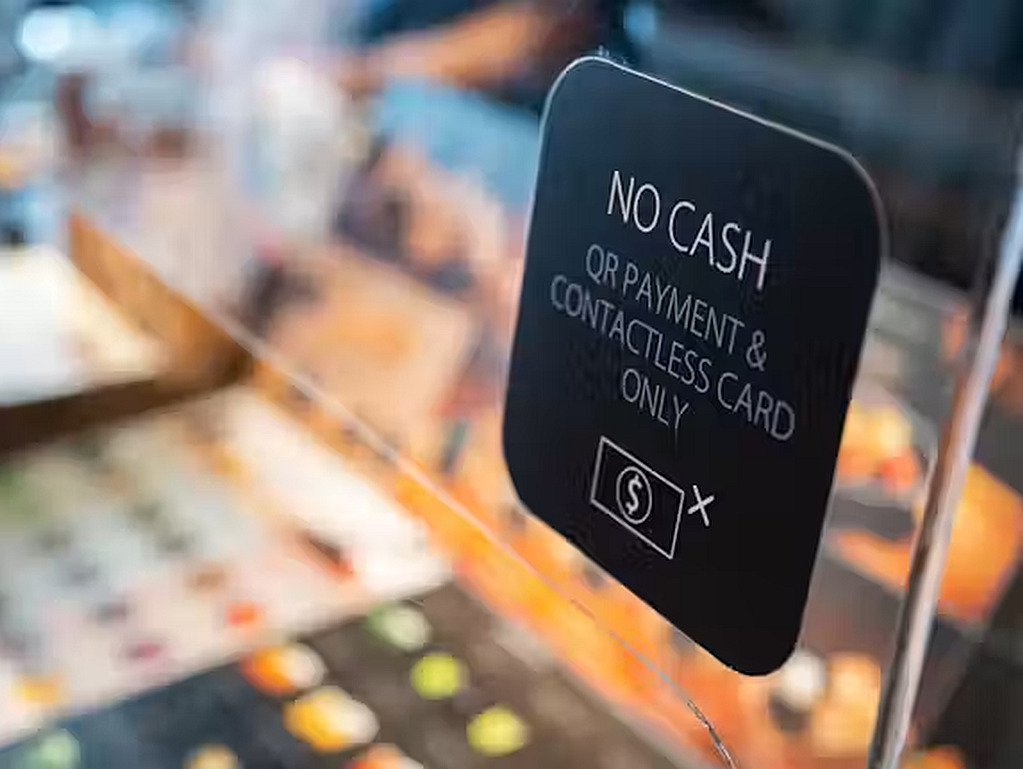 NO CASH
QR PAYMENT &
CONTACTLESS CARD
ONLY
$ X